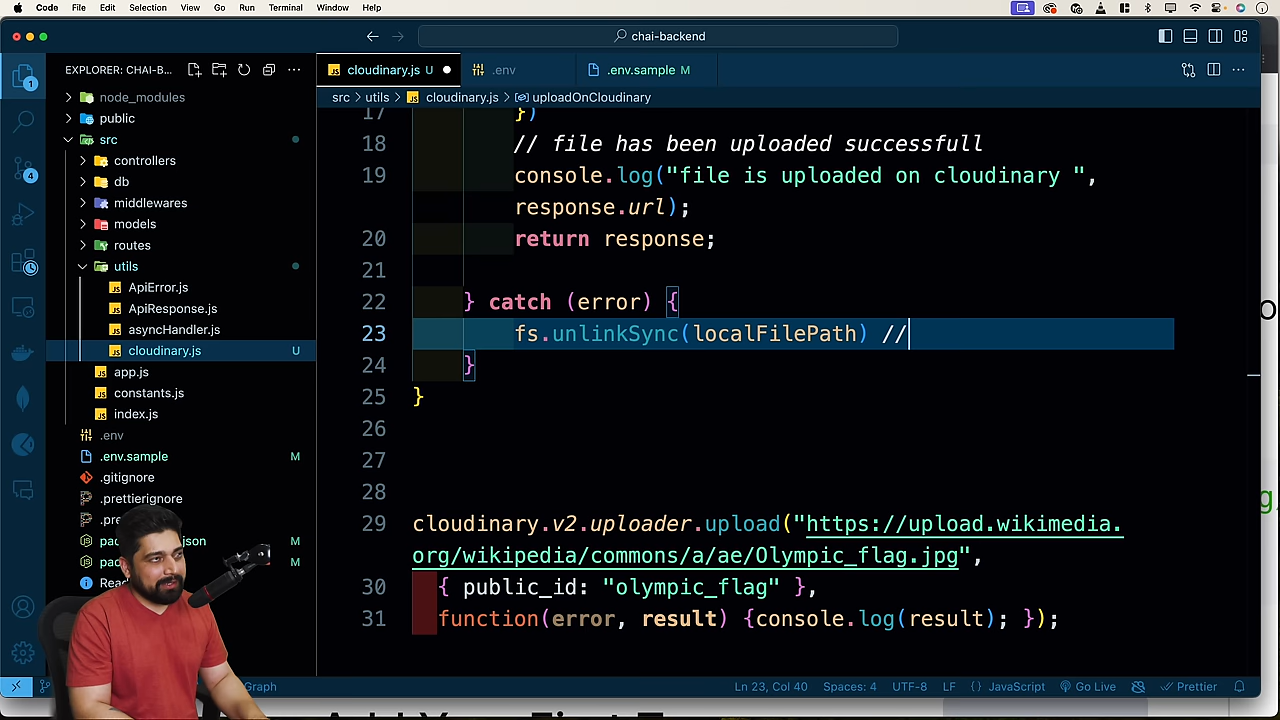 Code File Edit Selection View Go Run Terminal Window Help
chai-backend
EXPLORER: CHAI-B...
cloudinary.js U
.env
.env.sample M
src > utils > cloudinary.js > uploadOnCloudinary
node_modules
public
src
controllers
db
middlewares
models
routes
utils
ApiError.js
ApiResponse.js
asyncHandler.js
cloudinary.js U
app.js
constants.js
index.js
.env
.env.sample M
.gitignore
.prettierignore
17 })
18 // file has been uploaded successfull
19 console.log("file is uploaded on cloudinary ",
response.url);
20 return response;
21
22 } catch (error) {
23 fs.unlinkSync(localFilePath) //
24 }
25 }
26
27
28
29 cloudinary.v2.uploader.upload("https://upload.wikimedia.
org/wikipedia/commons/a/ae/Olympic_flag.jpg",
30 { public_id: "olympic_flag" },
31 function(error, result) {console.log(result); });
Graph
Ln 23, Col 40 Spaces: 4 UTF-8 LF {} JavaScript Go Live Prettier